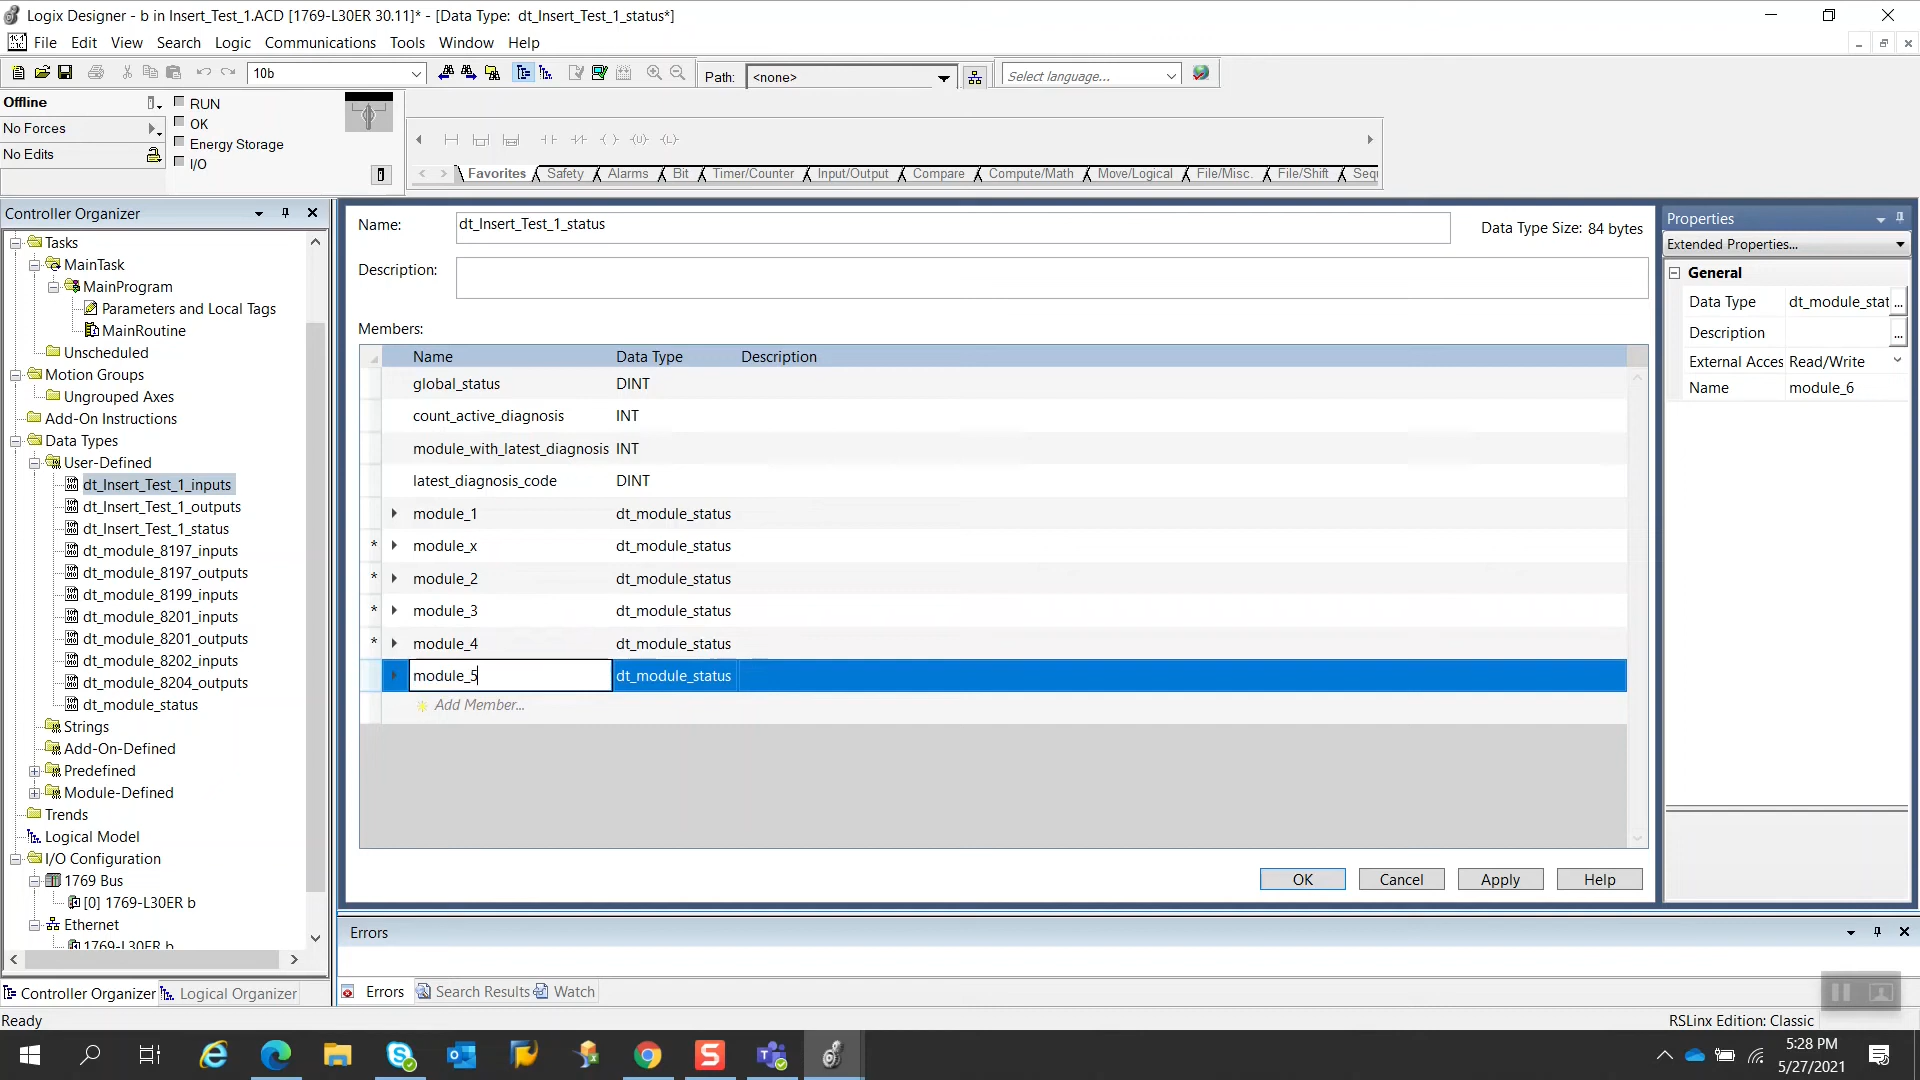 Logix Designer - b in Insert_Test_1.ACD [1769-L30ER 30.11]* - [Data Type: dt_Insert_Test_1_status*]
File Edit View Search Logic Communications Tools Window Help
10b
Path: <none>
Select language...
Offline
No Forces
No Edits
RUN
OK
Energy Storage
I/O
Favorites Safety Alarms Bit Timer/Counter Input/Output Compare Compute/Math Move/Logical File/Misc. File/Shift Sequ
Controller Organizer
Tasks
MainTask
MainProgram
Parameters and Local Tags
MainRoutine
Unscheduled
Motion Groups
Ungrouped Axes
Add-On Instructions
Data Types
User-Defined
dt_Insert_Test_1_inputs
dt_Insert_Test_1_outputs
dt_Insert_Test_1_status
dt_module_8197_inputs
dt_module_8197_outputs
dt_module_8199_inputs
dt_module_8201_inputs
dt_module_8201_outputs
dt_module_8202_inputs
dt_module_8204_outputs
dt_module_status
Strings
Add-On-Defined
Predefined
Module-Defined
Trends
Logical Model
I/O Configuration
1769 Bus
[0] 1769-L30ER b
Ethernet
1769-L30ER b
Controller Organizer Logical Organizer
Name: dt_Insert_Test_1_status Data Type Size: 84 bytes
Description:
Members:
Name Data Type Description
global_status DINT
count_active_diagnosis INT
module_with_latest_diagnosis INT
latest_diagnosis_code DINT
module_1 dt_module_status
* module_x dt_module_status
* module_2 dt_module_status
* module_3 dt_module_status
* module_4 dt_module_status
module_5 dt_module_status
Add Member...
OK Cancel Apply Help
Properties
Extended Properties...
General
Data Type dt_module_stat ...
Description ...
External Acces Read/Write
Name module_6
Errors
Errors Search Results Watch
Ready
RSLinx Edition: Classic
5:28 PM
5/27/2021